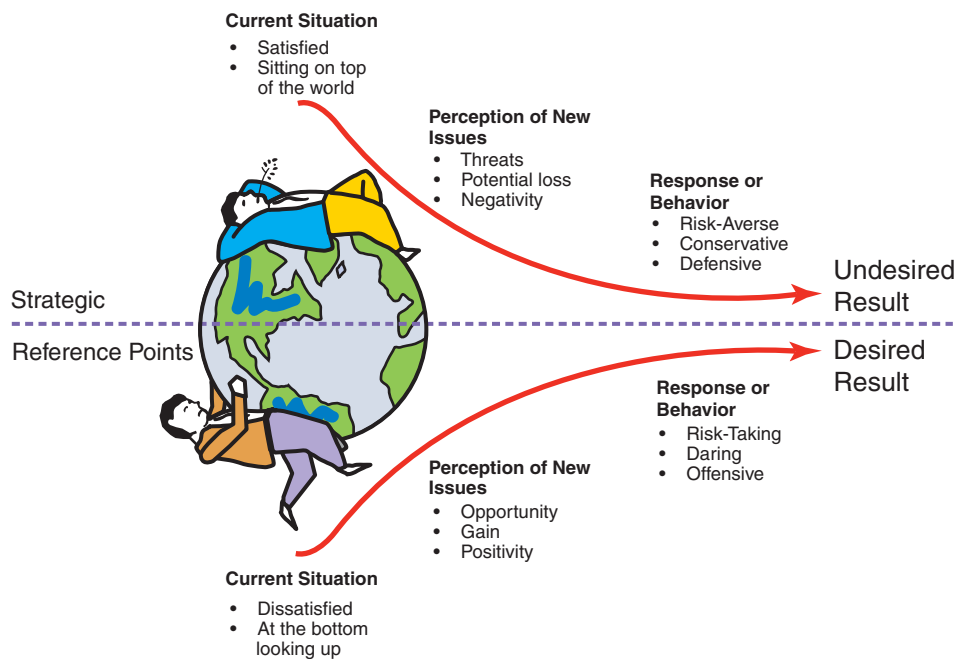 Current Situation
• Satisfied
• Sitting on top
of the world
Perception of New
Issues
• Threats
• Potential loss
• Negativity
Response or
Behavior
• Risk-Averse
• Conservative
• Defensive
Undesired
Result
Strategic
Reference Points
Desired
Result
Response or
Behavior
• Risk-Taking
• Daring
• Offensive
Perception of New
Issues
• Opportunity
• Gain
• Positivity
Current Situation
• Dissatisfied
• At the bottom
looking up